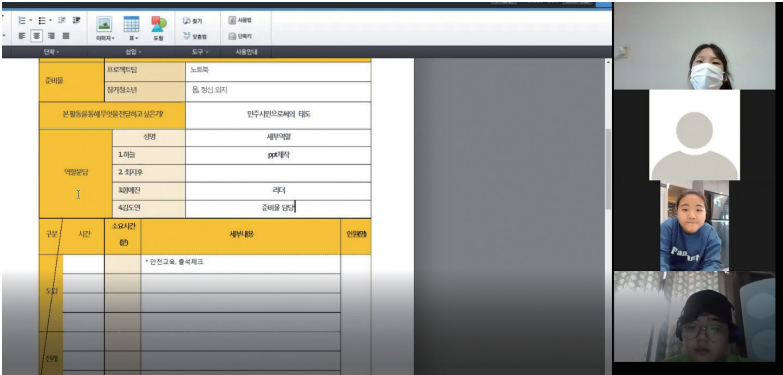 찾기
사용법
이미지
표
도형
맞춤법
단축키
단락
삽입
도구
사용안내
준비물
프로젝트팀
노트북
참가청소년
몸, 정신, 의지
본 활동을 통해 무엇을 전달하고 싶은가?
민주시민으로써의 태도
역할분담
성명
세부역할
1.하늘
ppt제작
2. 최지후
리더
4.김도연
준비물 담당
구분
시간
소요시간
(분)
세부내용
인원(명)
도입
* 안전교육, 출석체크
전개